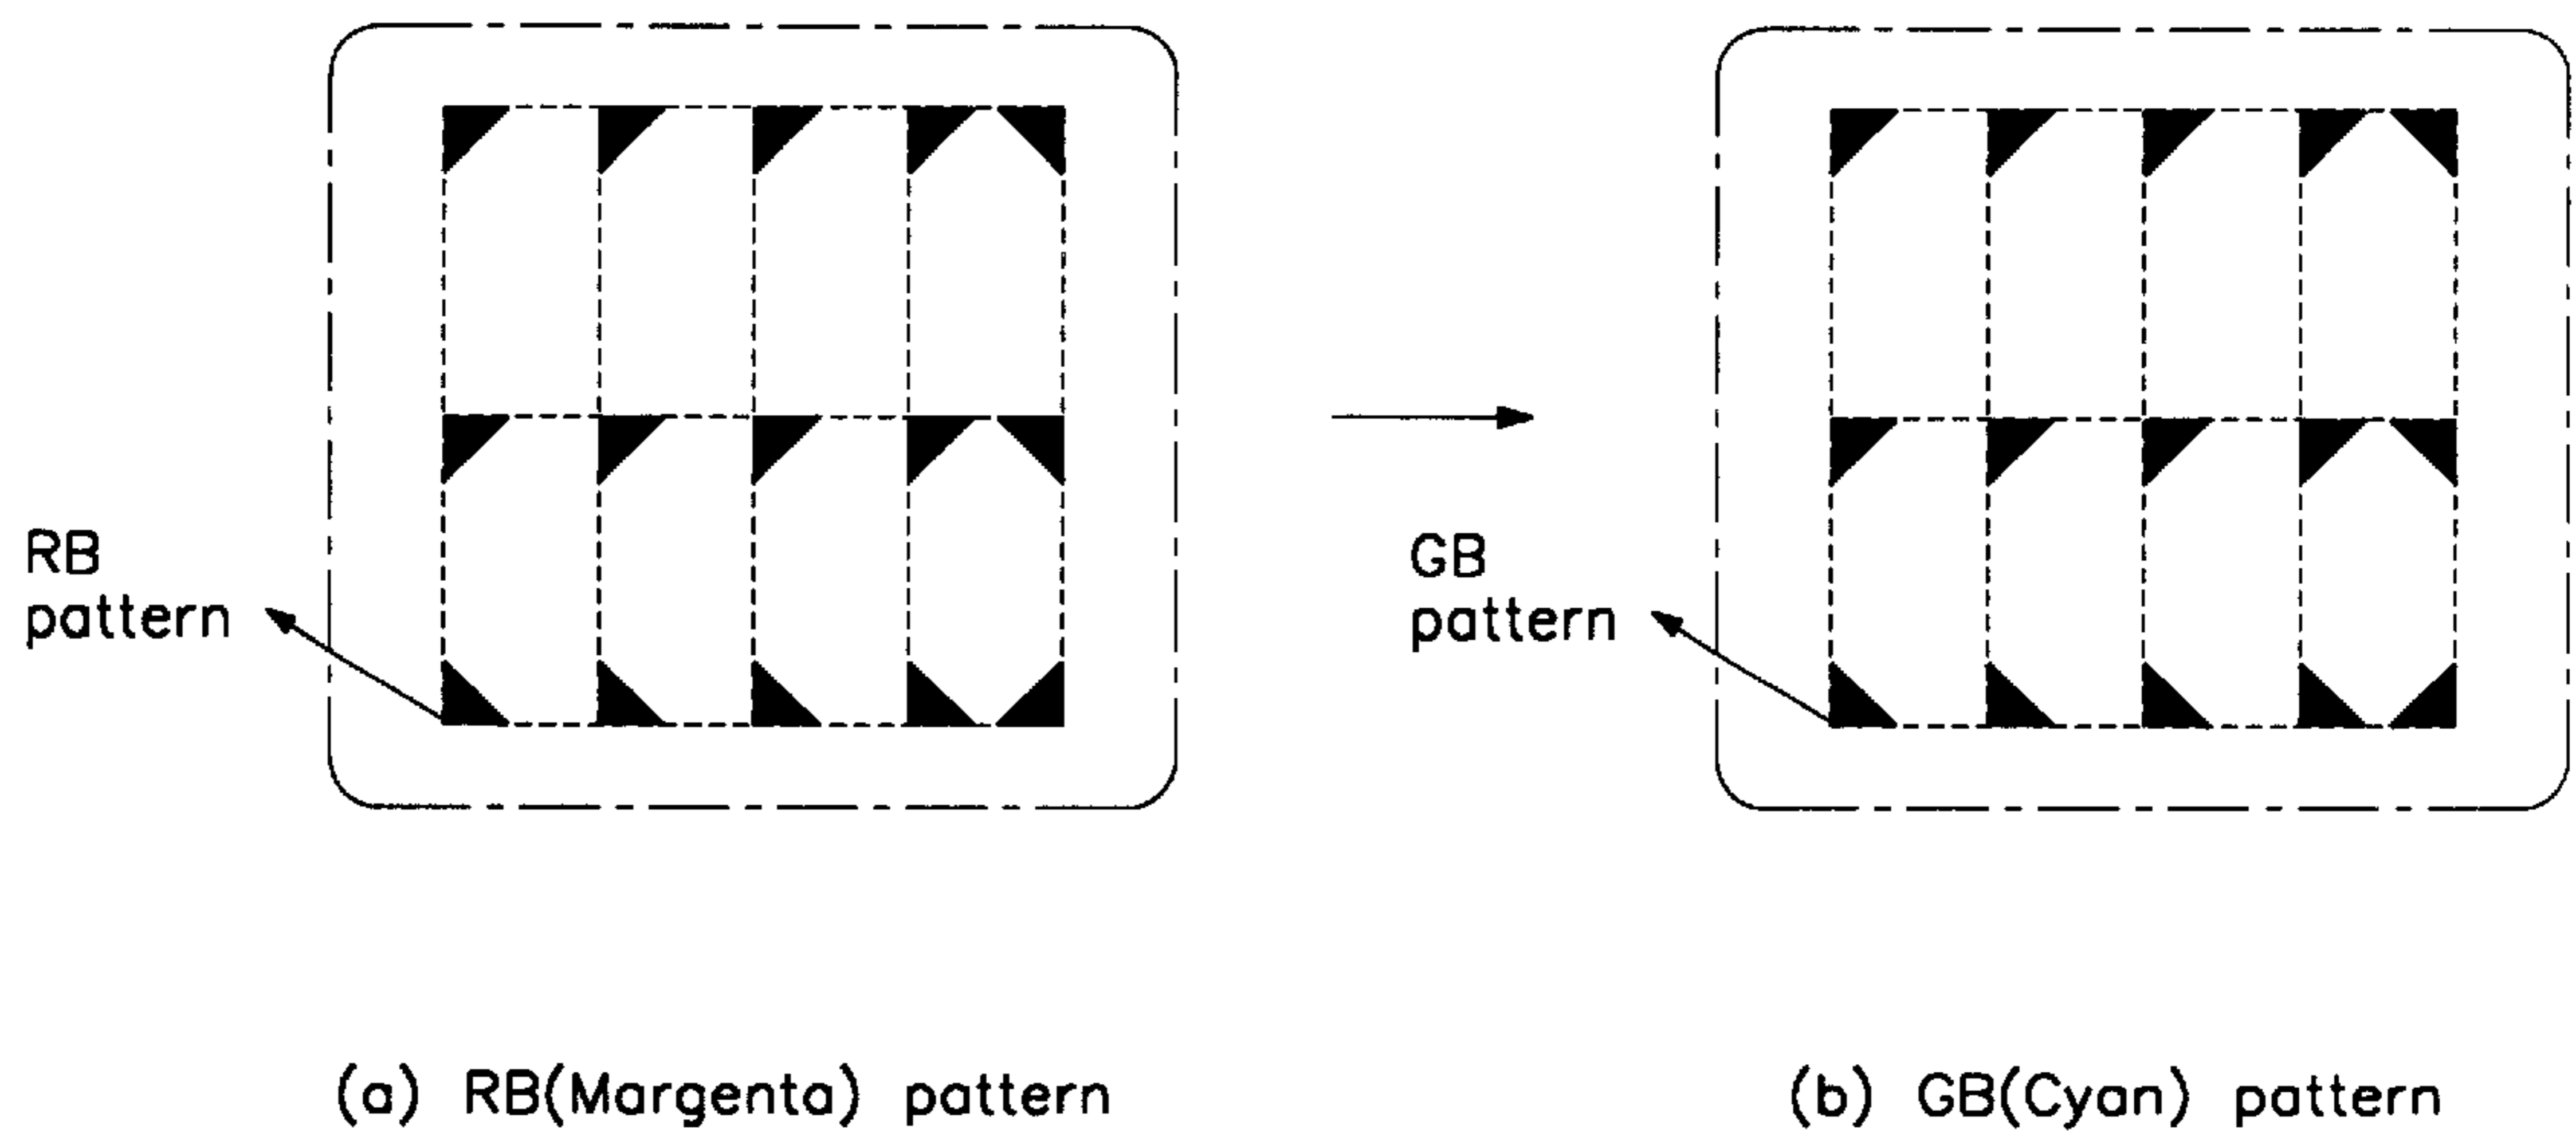 RB
pattern
GB
pattern
(a) RB(Margenta) pattern
(b) GB(Cyan) pattern